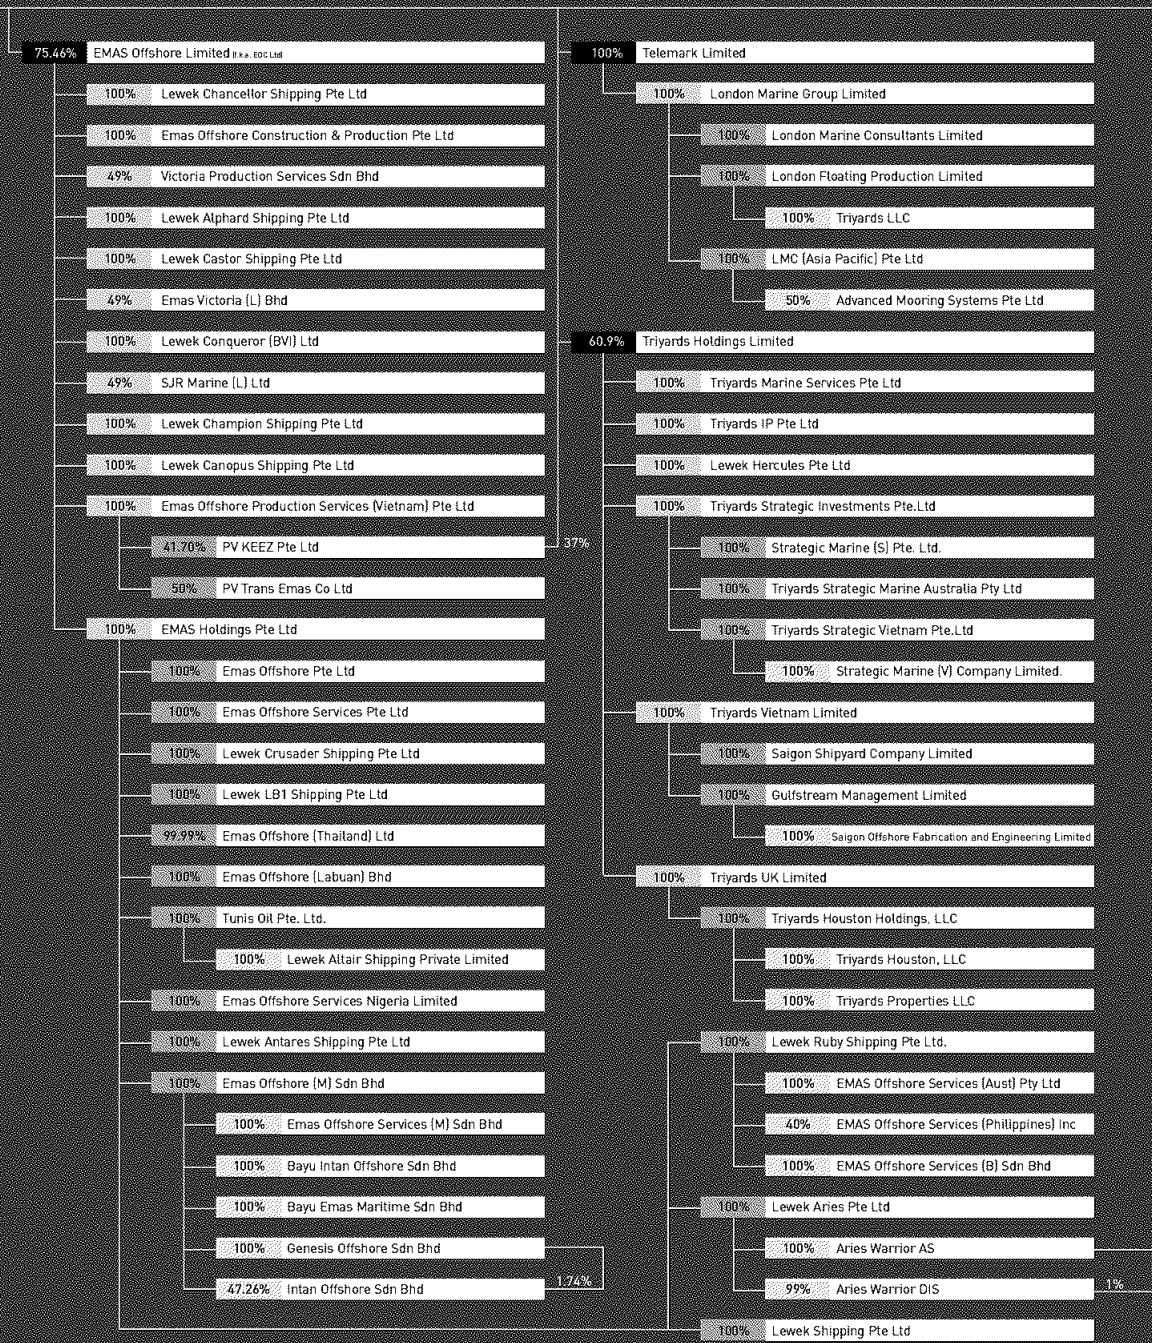 75.46% EMAS Offshore Limited (f.k.a. EOC Ltd)
100% Lewek Chancellor Shipping Pte Ltd
100% Emas Offshore Construction & Production Pte Ltd
49% Victoria Production Services Sdn Bhd
100% Lewek Alphard Shipping Pte Ltd
100% Lewek Castor Shipping Pte Ltd
49% Emas Victoria (L) Bhd
100% Lewek Conqueror (BVI) Ltd
49% SJR Marine (L) Ltd
100% Lewek Champion Shipping Pte Ltd
100% Lewek Canopus Shipping Pte Ltd
100% Emas Offshore Production Services (Vietnam) Pte Ltd
41.70% PV KEEZ Pte Ltd
37%
50% PV Trans Emas Co Ltd
100% EMAS Holdings Pte Ltd
100% Emas Offshore Pte Ltd
100% Emas Offshore Services Pte Ltd
100% Lewek Crusader Shipping Pte Ltd
100% Lewek LB1 Shipping Pte Ltd
99.99% Emas Offshore (Thailand) Ltd
100% Emas Offshore (Labuan) Bhd
100% Tunis Oil Pte. Ltd.
100% Lewek Altair Shipping Private Limited
100% Emas Offshore Services Nigeria Limited
100% Lewek Antares Shipping Pte Ltd
100% Emas Offshore (M) Sdn Bhd
100% Emas Offshore Services (M) Sdn Bhd
100% Bayu Intan Offshore Sdn Bhd
100% Bayu Emas Maritime Sdn Bhd
100% Genesis Offshore Sdn Bhd
47.26% Intan Offshore Sdn Bhd
1.74%
100% Telemark Limited
100% London Marine Group Limited
100% London Marine Consultants Limited
100% London Floating Production Limited
100% Triyards LLC
100% LMC (Asia Pacific) Pte Ltd
50% Advanced Mooring Systems Pte Ltd
60.9% Triyards Holdings Limited
100% Triyards Marine Services Pte Ltd
100% Triyards IP Pte Ltd
100% Lewek Hercules Pte Ltd
100% Triyards Strategic Investments Pte.Ltd
100% Strategic Marine (S) Pte. Ltd.
100% Triyards Strategic Marine Australia Pty Ltd
100% Triyards Strategic Vietnam Pte.Ltd
100% Strategic Marine (V) Company Limited.
100% Triyards Vietnam Limited
100% Saigon Shipyard Company Limited
100% Gulfstream Management Limited
100% Saigon Offshore Fabrication and Engineering Limited
100% Triyards UK Limited
100% Triyards Houston Holdings, LLC
100% Triyards Houston, LLC
100% Triyards Properties LLC
100% Lewek Ruby Shipping Pte Ltd.
100% EMAS Offshore Services (Aust) Pty Ltd
40% EMAS Offshore Services (Philippines) Inc
100% EMAS Offshore Services (B) Sdn Bhd
100% Lewek Aries Pte Ltd
100% Aries Warrior AS
99% Aries Warrior DIS
1%
100% Lewek Shipping Pte Ltd